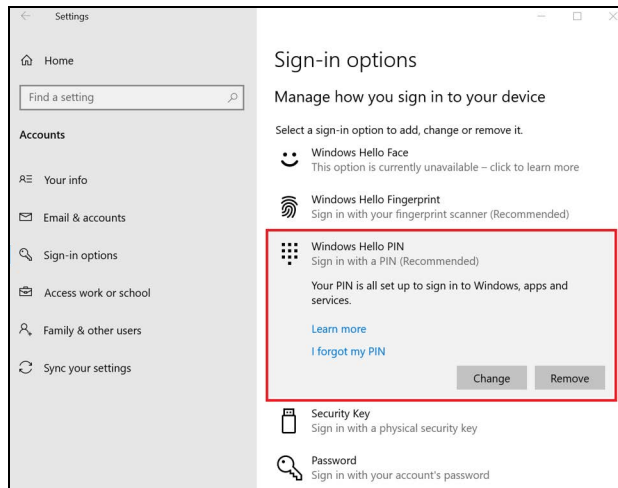 Settings
Home
Find a setting
Accounts
Your info
Email & accounts
Sign-in options
Access work or school
Family & other users
Sync your settings
Sign-in options
Manage how you sign in to your device
Select a sign-in option to add, change or remove it.
Windows Hello Face
This option is currently unavailable – click to learn more
Windows Hello Fingerprint
Sign in with your fingerprint scanner (Recommended)
Windows Hello PIN
Sign in with a PIN (Recommended)
Your PIN is all set up to sign in to Windows, apps and
services.
Learn more
I forgot my PIN
Change Remove
Security Key
Sign in with a physical security key
Password
Sign in with your account's password